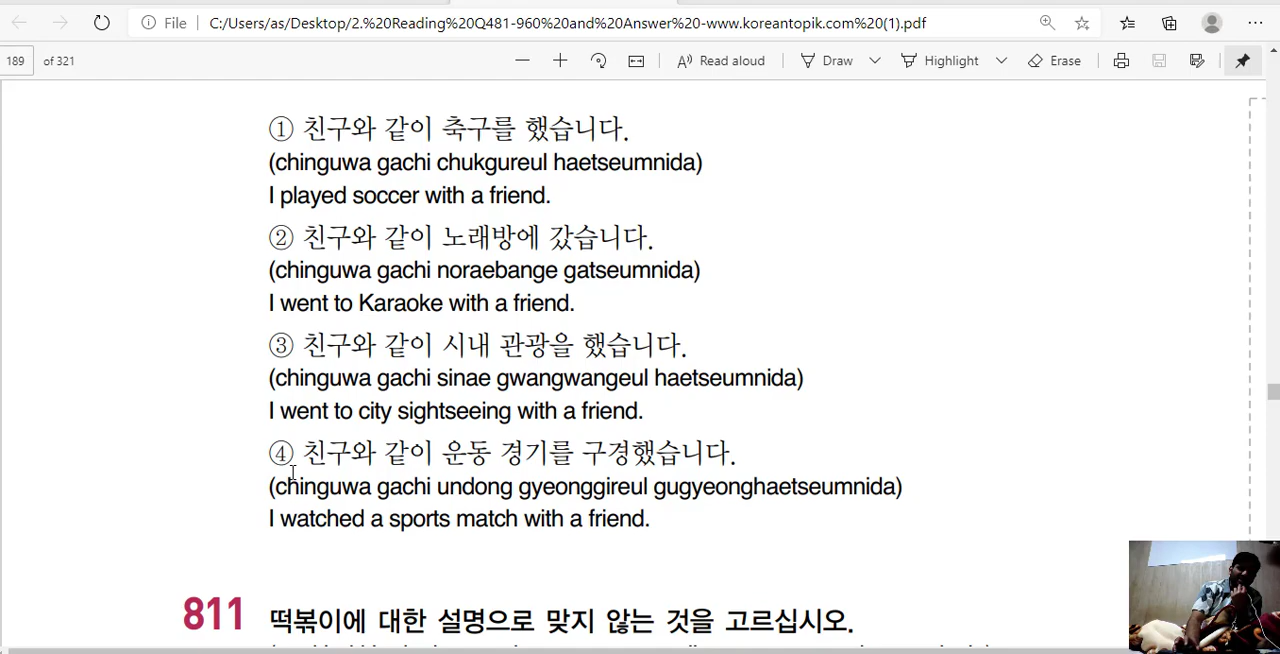 File C:/Users/as/Desktop/2.%20Reading%20Q481-960%20and%20Answer%20-www.koreantopik.com%20(1).pdf
189 of 321 Read aloud Draw Highlight Erase
① 친구와 같이 축구를 했습니다.
(chinguwa gachi chukgureul haetseumnida)
I played soccer with a friend.
② 친구와 같이 노래방에 갔습니다.
(chinguwa gachi noraebange gatseumnida)
I went to Karaoke with a friend.
③ 친구와 같이 시내 관광을 했습니다.
(chinguwa gachi sinae gwangwangeul haetseumnida)
I went to city sightseeing with a friend.
④ 친구와 같이 운동 경기를 구경했습니다.
(chinguwa gachi undong gyeonggireul gugyeonghaetseumnida)
I watched a sports match with a friend.
811 떡볶이에 대한 설명으로 맞지 않는 것을 고르십시오.